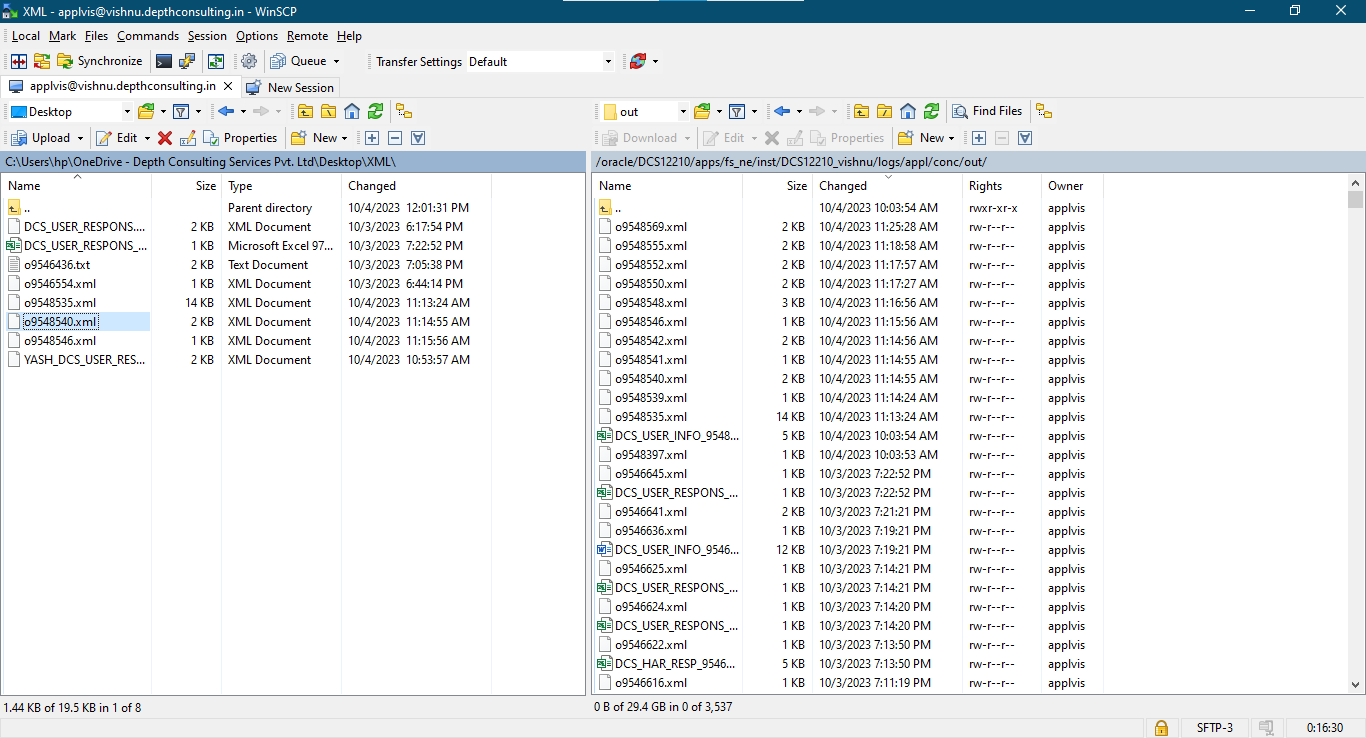 XML - applvis@vishnu.depthconsulting.in - WinSCP
Local Mark Files Commands Session Options Remote Help
Synchronize Queue Transfer Settings Default
applvis@vishnu.depthconsulting.in New Session
Desktop out Find Files
Upload Edit Properties New Download Edit Properties New
C:\Users\hp\OneDrive - Depth Consulting Services Pvt. Ltd\Desktop\XML\
Name Size Type Changed
.. Parent directory 10/4/2023 12:01:31 PM
DCS_USER_RESPONS.... 2 KB XML Document 10/3/2023 6:17:54 PM
DCS_USER_RESPONS_... 1 KB Microsoft Excel 97... 10/3/2023 7:22:52 PM
o9546436.txt 2 KB Text Document 10/3/2023 7:05:38 PM
o9546554.xml 1 KB XML Document 10/3/2023 6:44:14 PM
o9548535.xml 14 KB XML Document 10/4/2023 11:13:24 AM
o9548540.xml 2 KB XML Document 10/4/2023 11:14:55 AM
o9548546.xml 1 KB XML Document 10/4/2023 11:15:56 AM
YASH_DCS_USER_RES... 2 KB XML Document 10/4/2023 10:53:57 AM
/oracle/DCS12210/apps/fs_ne/inst/DCS12210_vishnu/logs/appl/conc/out/
Name Size Changed Rights Owner
.. 10/4/2023 10:03:54 AM rwxr-xr-x applvis
o9548569.xml 2 KB 10/4/2023 11:25:28 AM rw-r--r-- applvis
o9548555.xml 2 KB 10/4/2023 11:18:58 AM rw-r--r-- applvis
o9548552.xml 2 KB 10/4/2023 11:17:57 AM rw-r--r-- applvis
o9548550.xml 2 KB 10/4/2023 11:17:27 AM rw-r--r-- applvis
o9548548.xml 3 KB 10/4/2023 11:16:56 AM rw-r--r-- applvis
o9548546.xml 1 KB 10/4/2023 11:15:56 AM rw-r--r-- applvis
o9548542.xml 2 KB 10/4/2023 11:14:56 AM rw-r--r-- applvis
o9548541.xml 1 KB 10/4/2023 11:14:55 AM rw-r--r-- applvis
o9548540.xml 2 KB 10/4/2023 11:14:55 AM rw-r--r-- applvis
o9548539.xml 1 KB 10/4/2023 11:14:24 AM rw-r--r-- applvis
o9548535.xml 14 KB 10/4/2023 11:13:24 AM rw-r--r-- applvis
DCS_USER_INFO_9548... 5 KB 10/4/2023 10:03:54 AM rw-r--r-- applvis
o9548397.xml 1 KB 10/4/2023 10:03:53 AM rw-r--r-- applvis
o9546645.xml 1 KB 10/3/2023 7:22:52 PM rw-r--r-- applvis
DCS_USER_RESPONS_... 1 KB 10/3/2023 7:22:52 PM rw-r--r-- applvis
o9546641.xml 2 KB 10/3/2023 7:21:21 PM rw-r--r-- applvis
o9546636.xml 1 KB 10/3/2023 7:19:21 PM rw-r--r-- applvis
DCS_USER_INFO_9546... 12 KB 10/3/2023 7:19:21 PM rw-r--r-- applvis
o9546625.xml 1 KB 10/3/2023 7:14:21 PM rw-r--r-- applvis
DCS_USER_RESPONS_... 1 KB 10/3/2023 7:14:21 PM rw-r--r-- applvis
o9546624.xml 1 KB 10/3/2023 7:14:20 PM rw-r--r-- applvis
DCS_USER_RESPONS_... 1 KB 10/3/2023 7:14:20 PM rw-r--r-- applvis
o9546622.xml 1 KB 10/3/2023 7:13:50 PM rw-r--r-- applvis
DCS_HAR_RESP_9546... 5 KB 10/3/2023 7:13:50 PM rw-r--r-- applvis
o9546616.xml 1 KB 10/3/2023 7:11:19 PM rw-r--r-- applvis
1.44 KB of 19.5 KB in 1 of 8
0 B of 29.4 GB in 0 of 3,537
SFTP-3 0:16:30